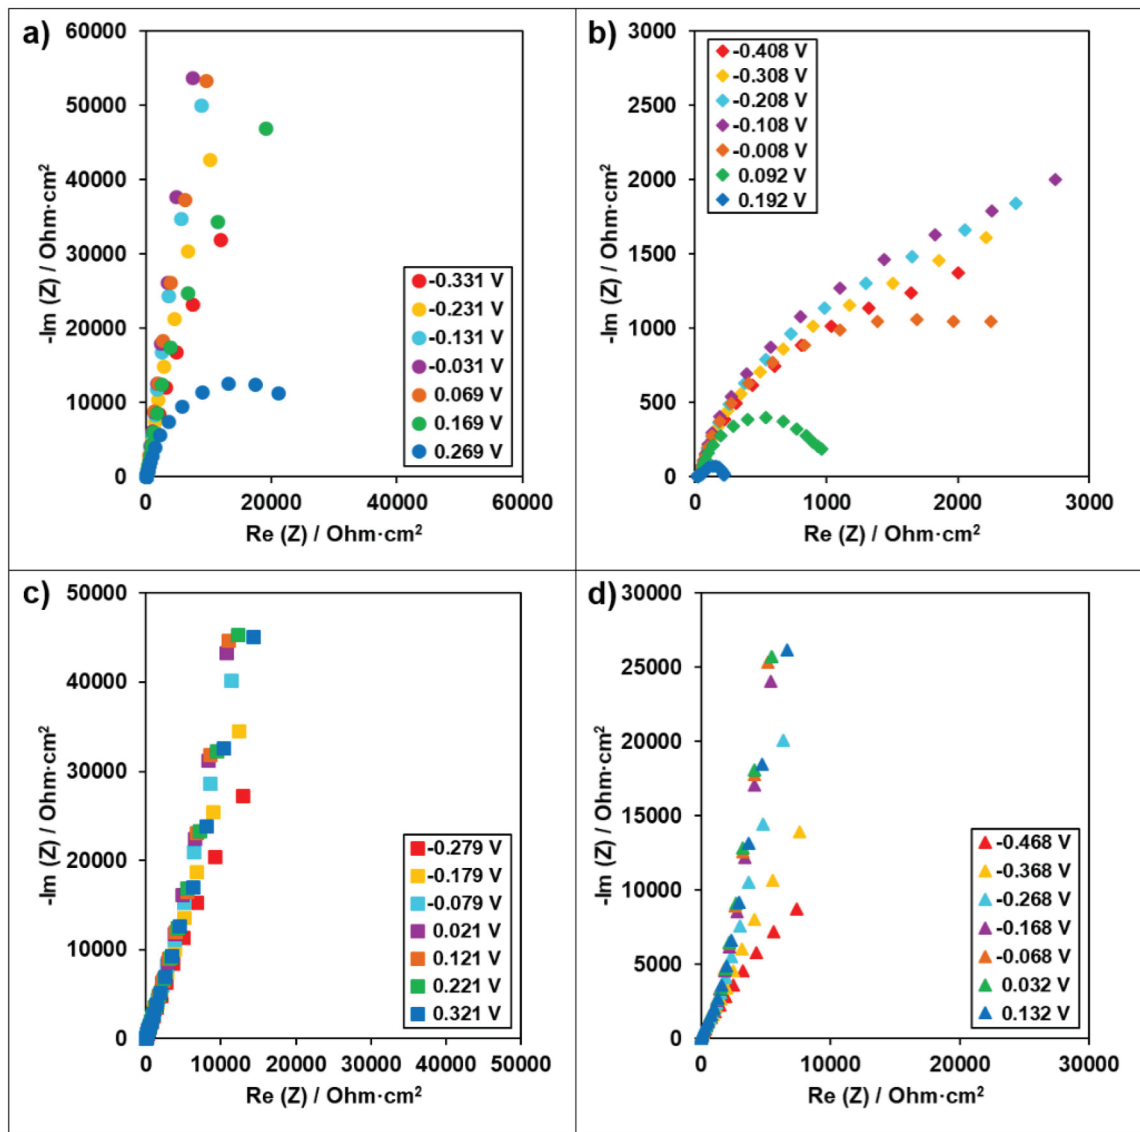 a)
60000
50000
40000
30000
20000
10000
0
-Im (Z) / Ohm·cm²
-0.331 V
-0.231 V
-0.131 V
-0.031 V
0.069 V
0.169 V
0.269 V
0 20000 40000 60000
Re (Z) / Ohm·cm²
b)
3000
2500
2000
1500
1000
500
0
-Im (Z) / Ohm·cm²
-0.408 V
-0.308 V
-0.208 V
-0.108 V
-0.008 V
0.092 V
0.192 V
0 1000 2000 3000
Re (Z) / Ohm·cm²
c)
50000
40000
30000
20000
10000
0
-Im (Z) / Ohm·cm²
-0.279 V
-0.179 V
-0.079 V
0.021 V
0.121 V
0.221 V
0.321 V
0 10000 20000 30000 40000 50000
Re (Z) / Ohm·cm²
d)
30000
25000
20000
15000
10000
5000
0
-Im (Z) / Ohm·cm²
-0.468 V
-0.368 V
-0.268 V
-0.168 V
-0.068 V
0.032 V
0.132 V
0 10000 20000 30000
Re (Z) / Ohm·cm²